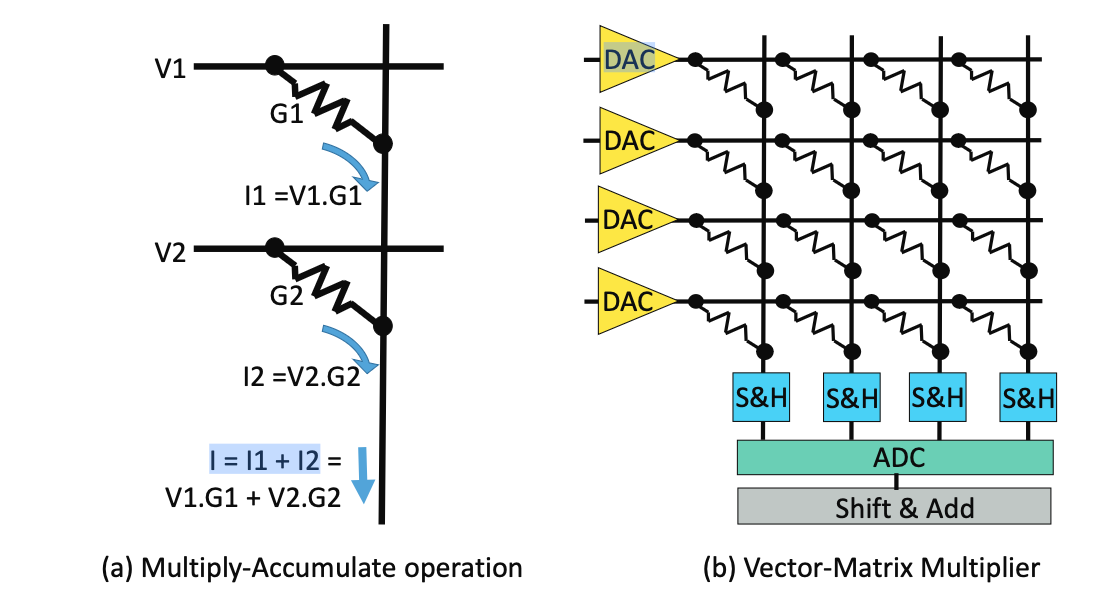 V1
G1
I1 =V1.G1
V2
G2
I2 =V2.G2
I = I1 + I2 =
V1.G1 + V2.G2
(a) Multiply-Accumulate operation
DAC
DAC
DAC
DAC
S&H S&H S&H S&H
ADC
Shift & Add
(b) Vector-Matrix Multiplier